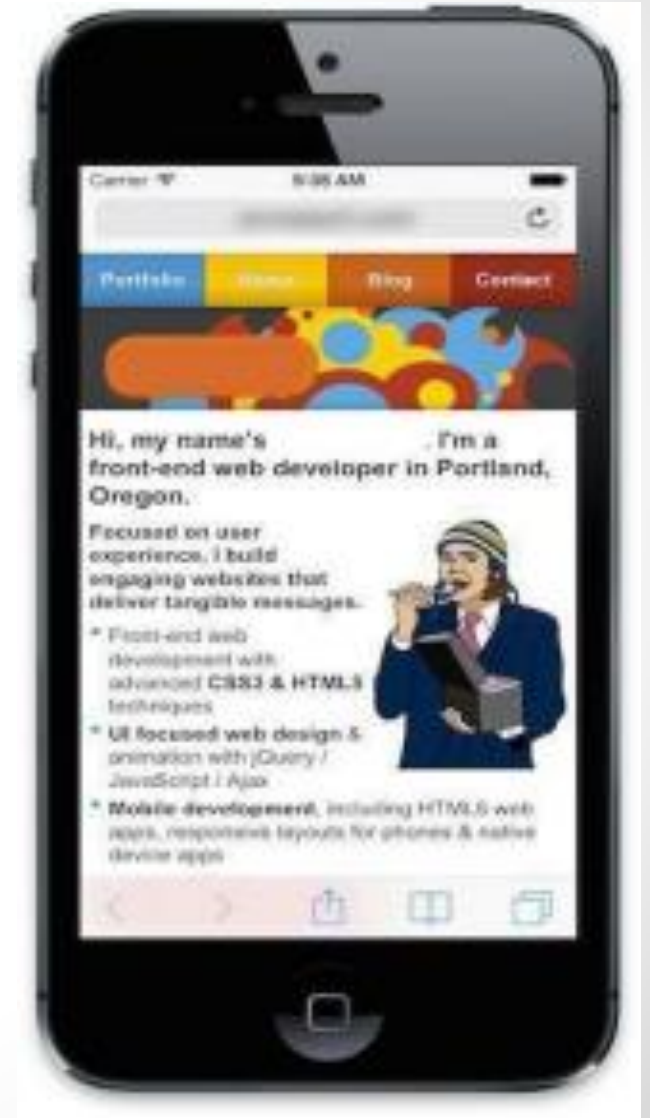 Carrier 9:08 AM
Portfolio About Blog Contact
Hi, my name's . I'm a
front-end web developer in Portland,
Oregon.
Focused on user
experience, I build
engaging websites that
deliver tangible messages.
* Front-end web
development with
advanced CSS3 & HTML5
techniques
* UI focused web design &
animation with jQuery /
JavaScript / Ajax
* Mobile development, including HTML5 web
apps, responsive layouts for phones & native
device apps